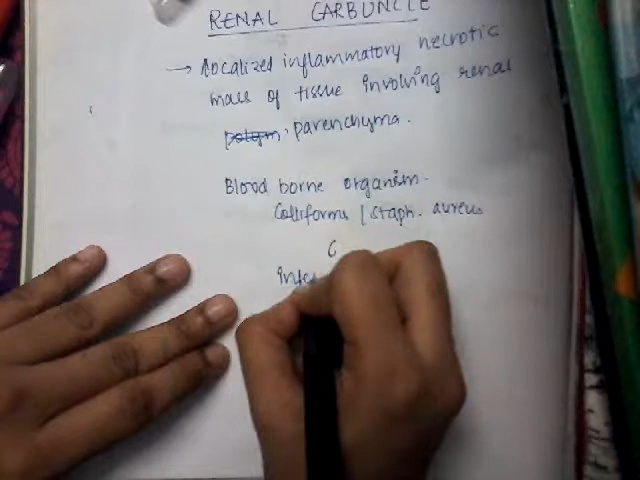 RENAL CARBUNCLE
→ Localized inflammatory necrotic
mass of tissue involving renal
parenchyma.
Blood borne organism.
Coliforms / staph. aureus